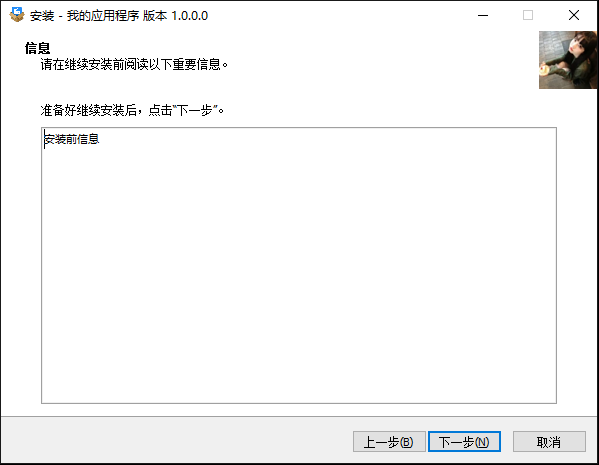 安装 - 我的应用程序 版本 1.0.0.0
信息
请在继续安装前阅读以下重要信息。
准备好继续安装后，点击“下一步”。
安装前信息
上一步(B) 下一步(N) 取消